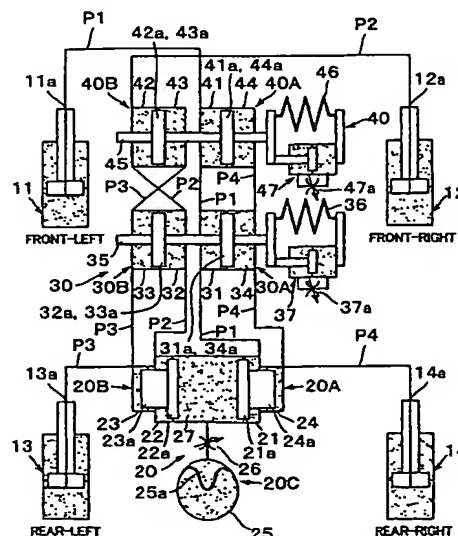 P1
42a, 43a
41a, 44a
P2
11a
40B
42
43
41
44
40A
46
12a
40
45
P4
P3
P2
47
47a
P1
36
11
12
FRONT-LEFT
FRONT-RIGHT
35
30
30B
33
32
31
34
30A
37
37a
32a, 33a
P3
P2
P1
P4
31a, 34a
P3
P4
13a
20B
20A
14a
23
23a
22
22a
27
21
21a
24
24a
13
20
26
20C
25a
25
REAR-LEFT
REAR-RIGHT